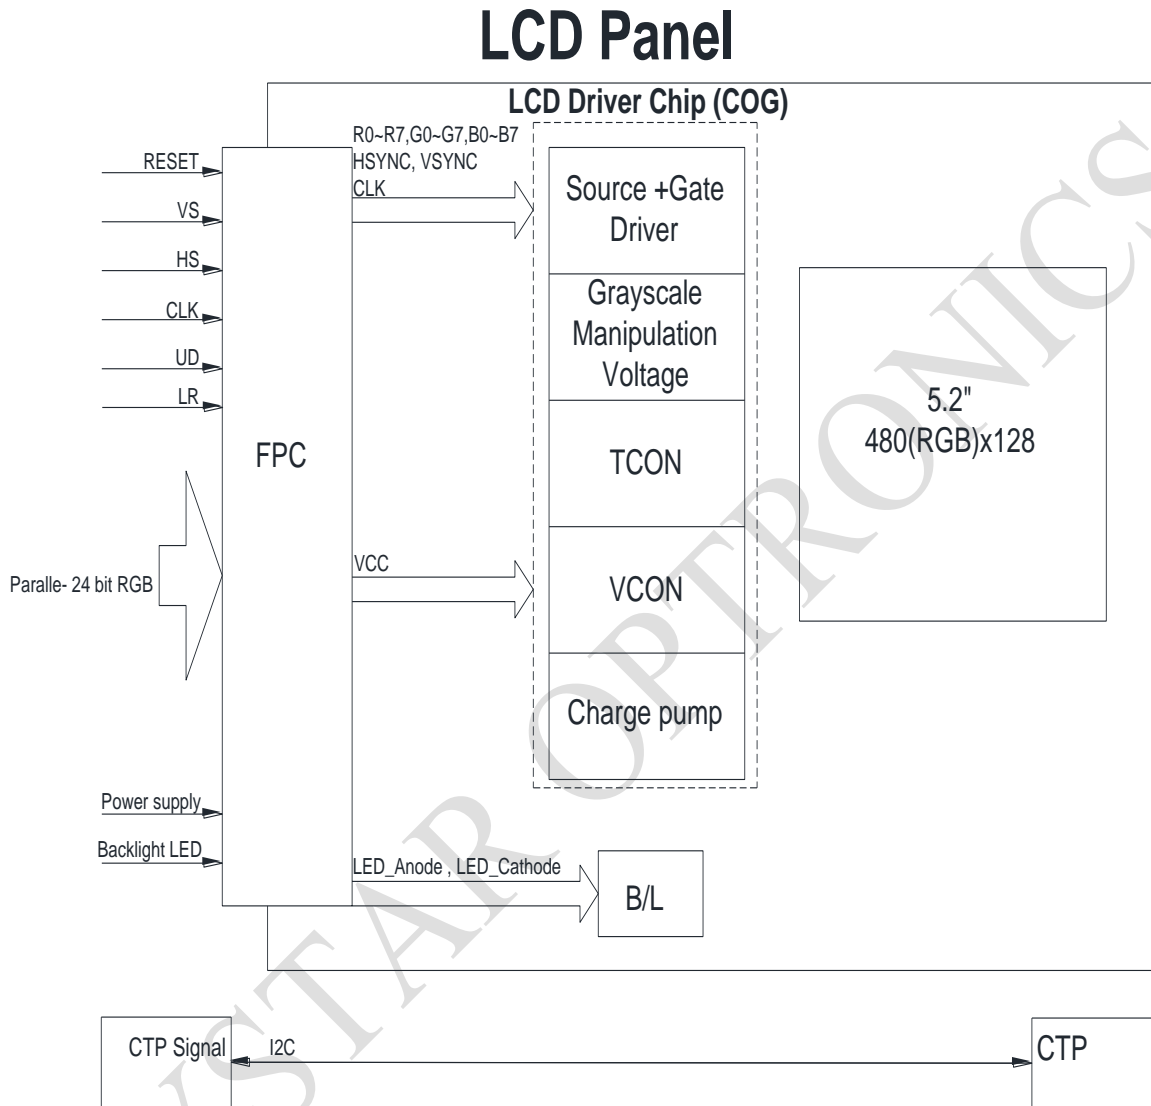 LCD Panel
LCD Driver Chip (COG)
R0~R7,G0~G7,B0~B7
HSYNC, VSYNC
CLK
RESET
VS
HS
CLK
UD
LR
FPC
Paralle- 24 bit RGB
Power supply
Backlight LED
VCC
LED_Anode , LED_Cathode
Source +Gate
Driver
Grayscale
Manipulation
Voltage
TCON
VCON
Charge pump
5.2"
480(RGB)x128
B/L
CTP Signal
I2C
CTP
YSTAR OPTRONICS